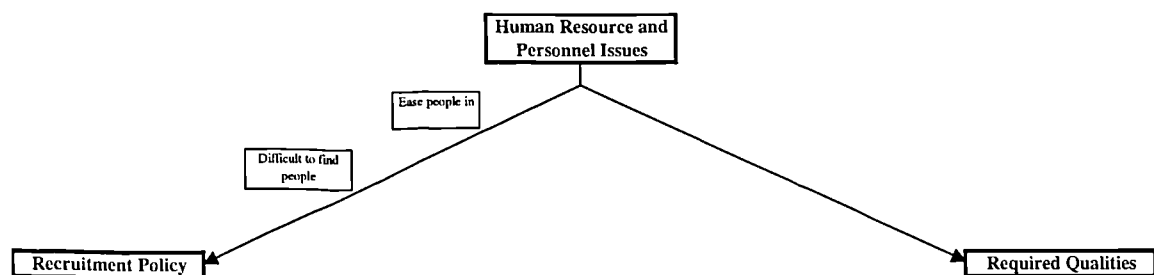 Human Resource and
Personnel Issues
Ease people in
Difficult to find
people
Recruitment Policy
Required Qualities